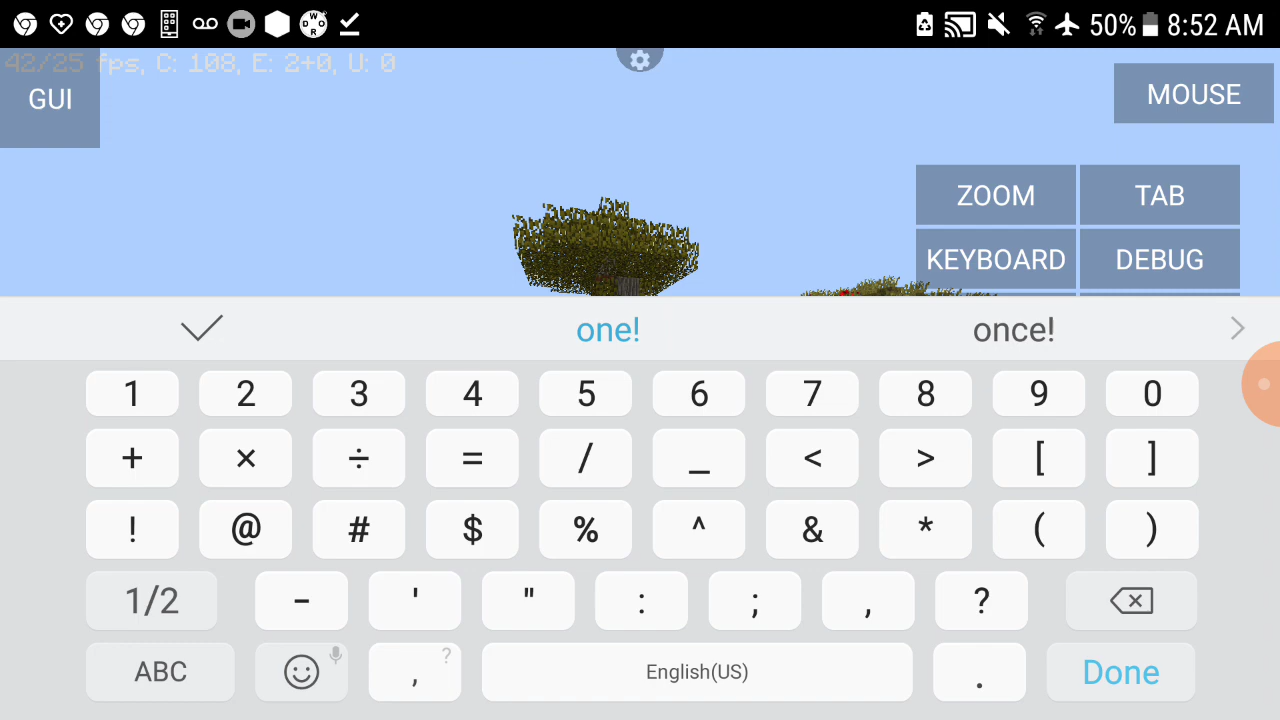 50% 8:52 AM
42/25 fps, C: 108, E: 2+0, U: 0
GUI
MOUSE
ZOOM TAB
KEYBOARD DEBUG
one! once!
1 2 3 4 5 6 7 8 9 0
+ × ÷ = / _ < > [ ]
! @ # $ % ^ & * ( )
1/2 - ' " : ; , ?
ABC , ? English(US) . Done